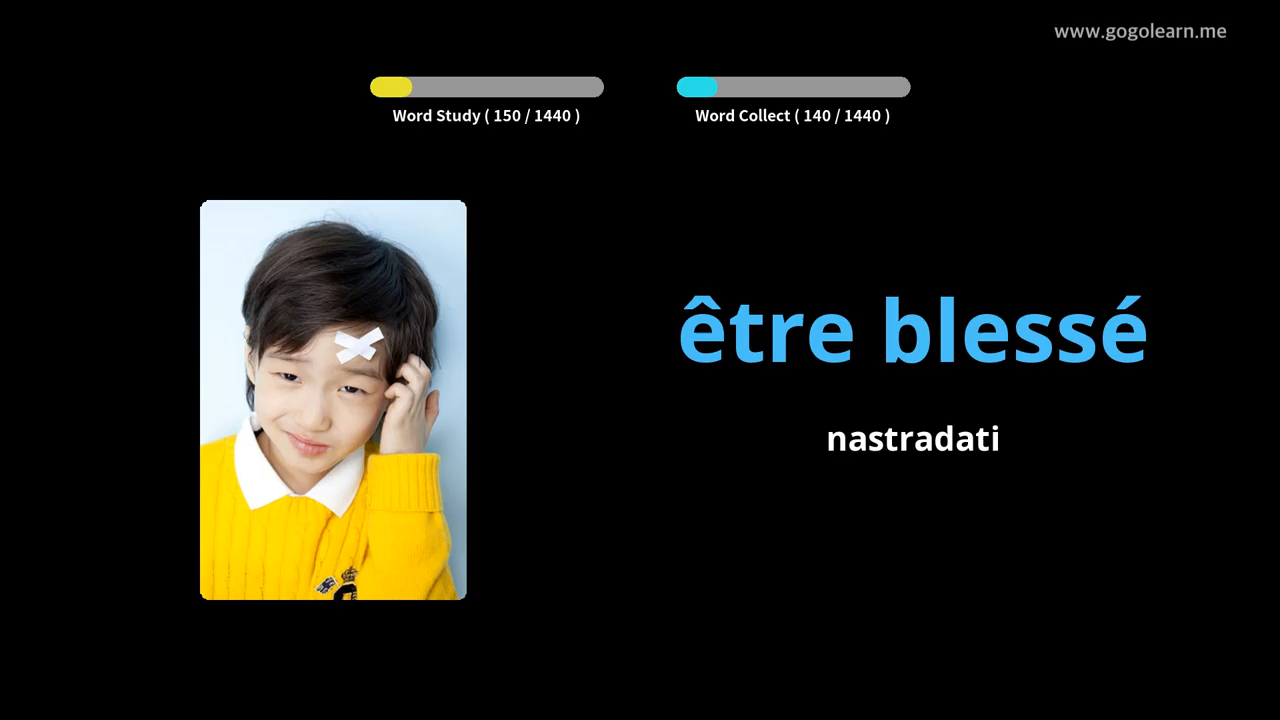 www.gogolearn.me
Word Study ( 150 / 1440 )
Word Collect ( 140 / 1440 )
être blessé
nastradati